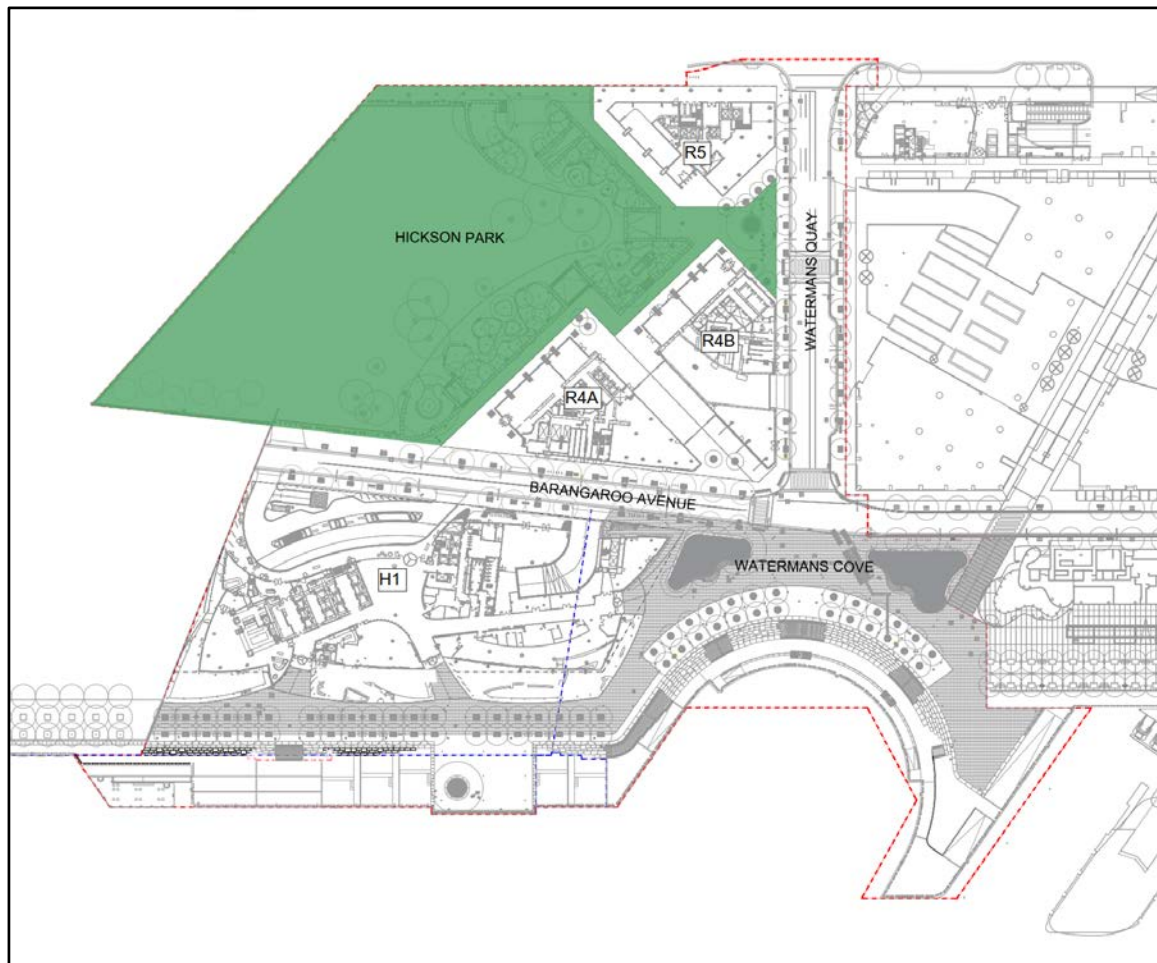 R5
HICKSON PARK
WATERMANS QUAY
R4B
R4A
BARANGAROO AVENUE
WATERMANS COVE
H1